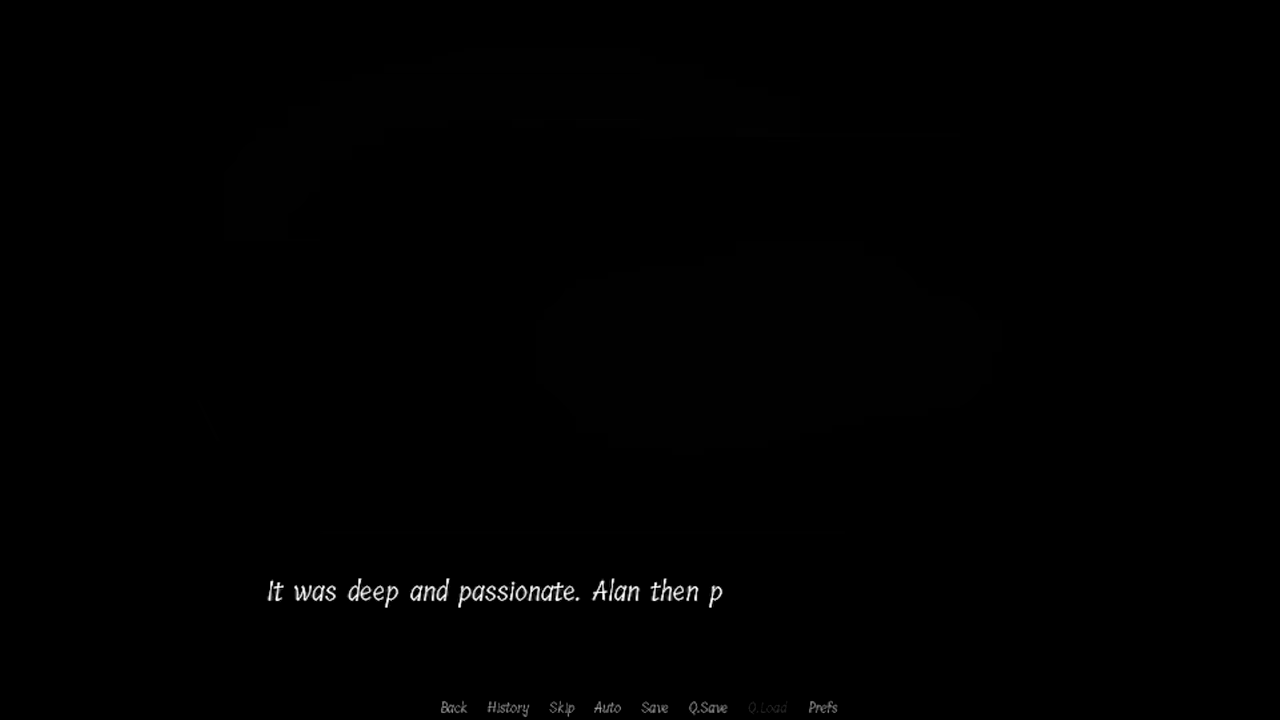 It was deep and passionate. Alan then p
Back History Skip Auto Save Q.Save Q.Load Prefs